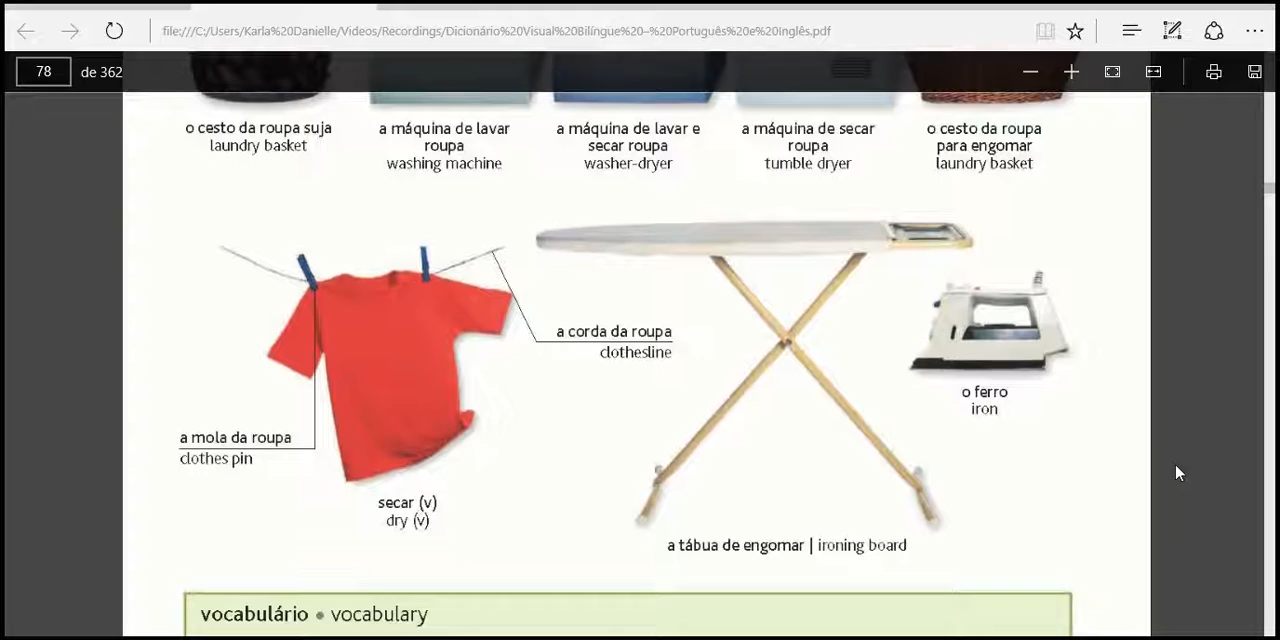 file:///C:/Users/Karla%20Danielle/Videos/Recordings/Dicionário%20Visual%20Bilíngue%20–%20Português%20e%20Inglês.pdf
78 de 362
o cesto da roupa suja
laundry basket
a máquina de lavar
roupa
washing machine
a máquina de lavar e
secar roupa
washer-dryer
a máquina de secar
roupa
tumble dryer
o cesto da roupa
para engomar
laundry basket
a corda da roupa
clothesline
o ferro
iron
a mola da roupa
clothes pin
secar (v)
dry (v)
a tábua de engomar | ironing board
vocabulário • vocabulary